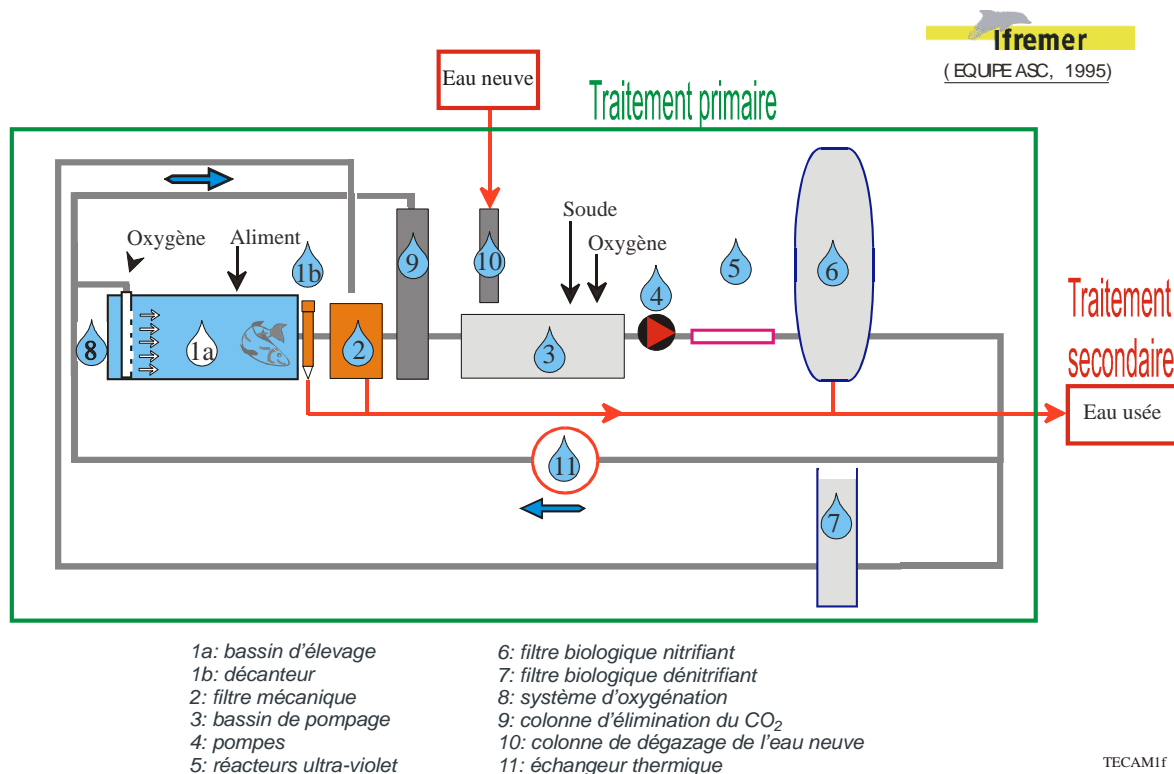 Ifremer
( EQUIPE ASC, 1995)
Eau neuve
Traitement primaire
Oxygène
Aliment
Soude
Oxygène
1b
9
10
5
6
4
8
1a
2
3
Traitement
secondaire
Eau usée
11
7
1a: bassin d'élevage
1b: décanteur
2: filtre mécanique
3: bassin de pompage
4: pompes
5: réacteurs ultra-violet
6: filtre biologique nitrifiant
7: filtre biologique dénitrifiant
8: système d'oxygénation
9: colonne d'élimination du CO2
10: colonne de dégazage de l'eau neuve
11: échangeur thermique
TECAM1f